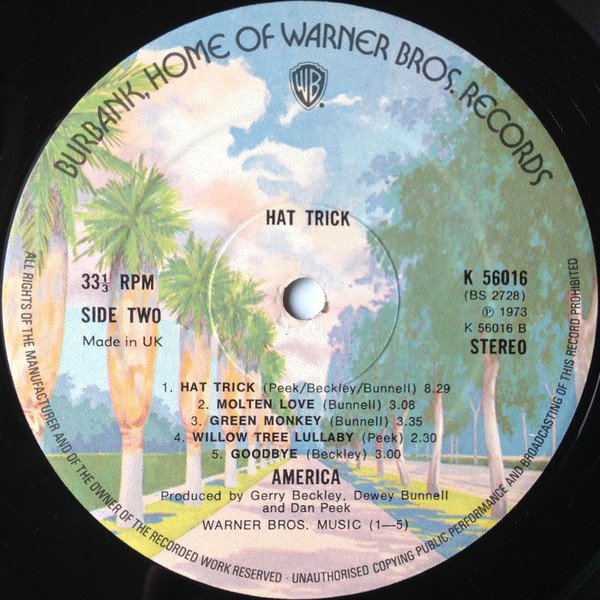 BURBANK, HOME OF WARNER BROS. RECORDS
WB
HAT TRICK
33⅓ RPM
SIDE TWO
Made in UK
K 56016
(BS 2728)
℗ 1973
K 56016 B
STEREO
1. HAT TRICK (Peek/Beckley/Bunnell) 8.29
2. MOLTEN LOVE (Bunnell) 3.08
3. GREEN MONKEY (Bunnell) 3.35
4. WILLOW TREE LULLABY (Peek) 2.30
5. GOODBYE (Beckley) 3.00
AMERICA
Produced by Gerry Beckley, Dewey Bunnell
and Dan Peek
WARNER BROS. MUSIC (1—5)
ALL RIGHTS OF THE MANUFACTURER AND OF THE OWNER OF THE RECORDED WORK RESERVED · UNAUTHORISED COPYING PUBLIC PERFORMANCE AND BROADCASTING OF THIS RECORD PROHIBITED